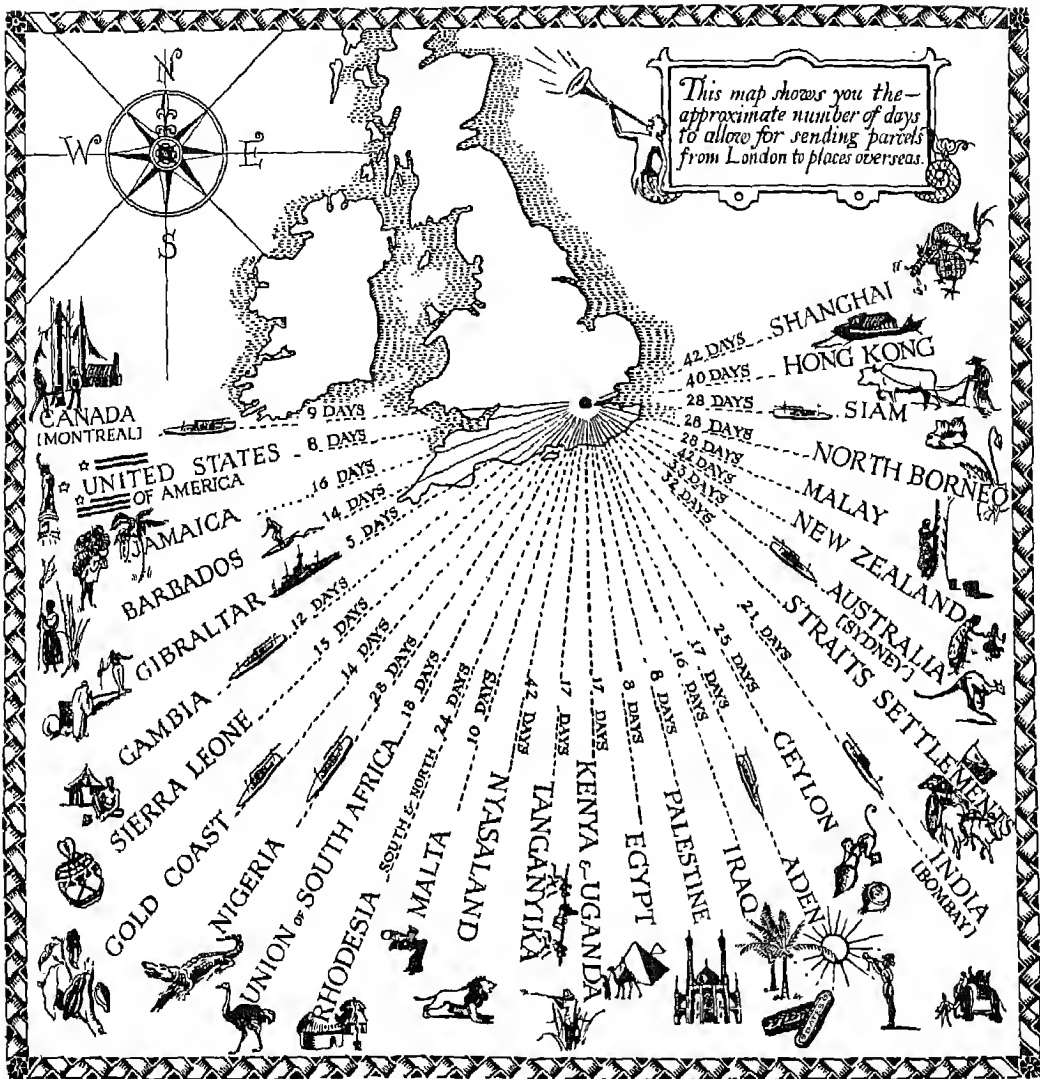 N
W
E
S
This map shows you the—
approximate number of days
to allow for sending parcels
from London to places overseas.
42 DAYS SHANGHAI
40 DAYS HONG KONG
28 DAYS SIAM
28 DAYS NORTH BORNEO
28 DAYS MALAY
42 DAYS NEW ZEALAND
33 DAYS AUSTRALIA
[SYDNEY]
32 DAYS STRAITS SETTLEMENTS
21 DAYS INDIA
[BOMBAY]
25 DAYS CEYLON
17 DAYS ADEN
16 DAYS IRAQ
8 DAYS PALESTINE
8 DAYS EGYPT
17 DAYS KENYA & UGANDA
17 DAYS TANGANYIKA
42 DAYS NYASALAND
10 DAYS MALTA
24 DAYS SOUTH & NORTH RHODESIA
18 DAYS UNION OF SOUTH AFRICA
28 DAYS NIGERIA
14 DAYS GOLD COAST
15 DAYS SIERRA LEONE
12 DAYS GAMBIA
5 DAYS GIBRALTAR
14 DAYS BARBADOS
16 DAYS JAMAICA
8 DAYS UNITED STATES
OF AMERICA
9 DAYS CANADA
[MONTREAL]